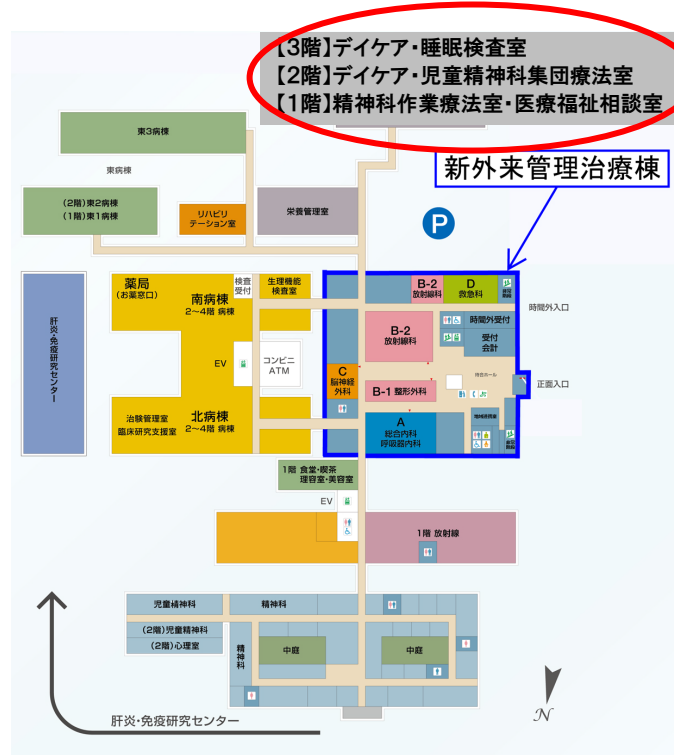 【3階】デイケア・睡眠検査室
【2階】デイケア・児童精神科集団療法室
【1階】精神科作業療法室・医療福祉相談室
新外来管理治療棟
東3病棟
東病棟
(2階)東2病棟
(1階)東1病棟
リハビリ
テーション室
栄養管理室
P
薬局
(お薬窓口)
検査
受付
生理機能
検査室
南病棟
2~4階 病棟
B-2
放射線科
D
救急科
時間外入口
時間外受付
B-2
放射線科
受付
会計
肝炎・免疫研究センター
EV
コンビニ
ATM
C
脳神経
外科
待合ホール
正面入口
B-1 整形外科
治験管理室
臨床研究支援室
北病棟
2~4階 病棟
A
総合内科
呼吸器内科
1階 食堂・喫茶
理容室・美容室
EV
1階 放射線
児童精神科
精神科
(2階)児童精神科
(2階)心理室
精神科
中庭
中庭
肝炎・免疫研究センター
N